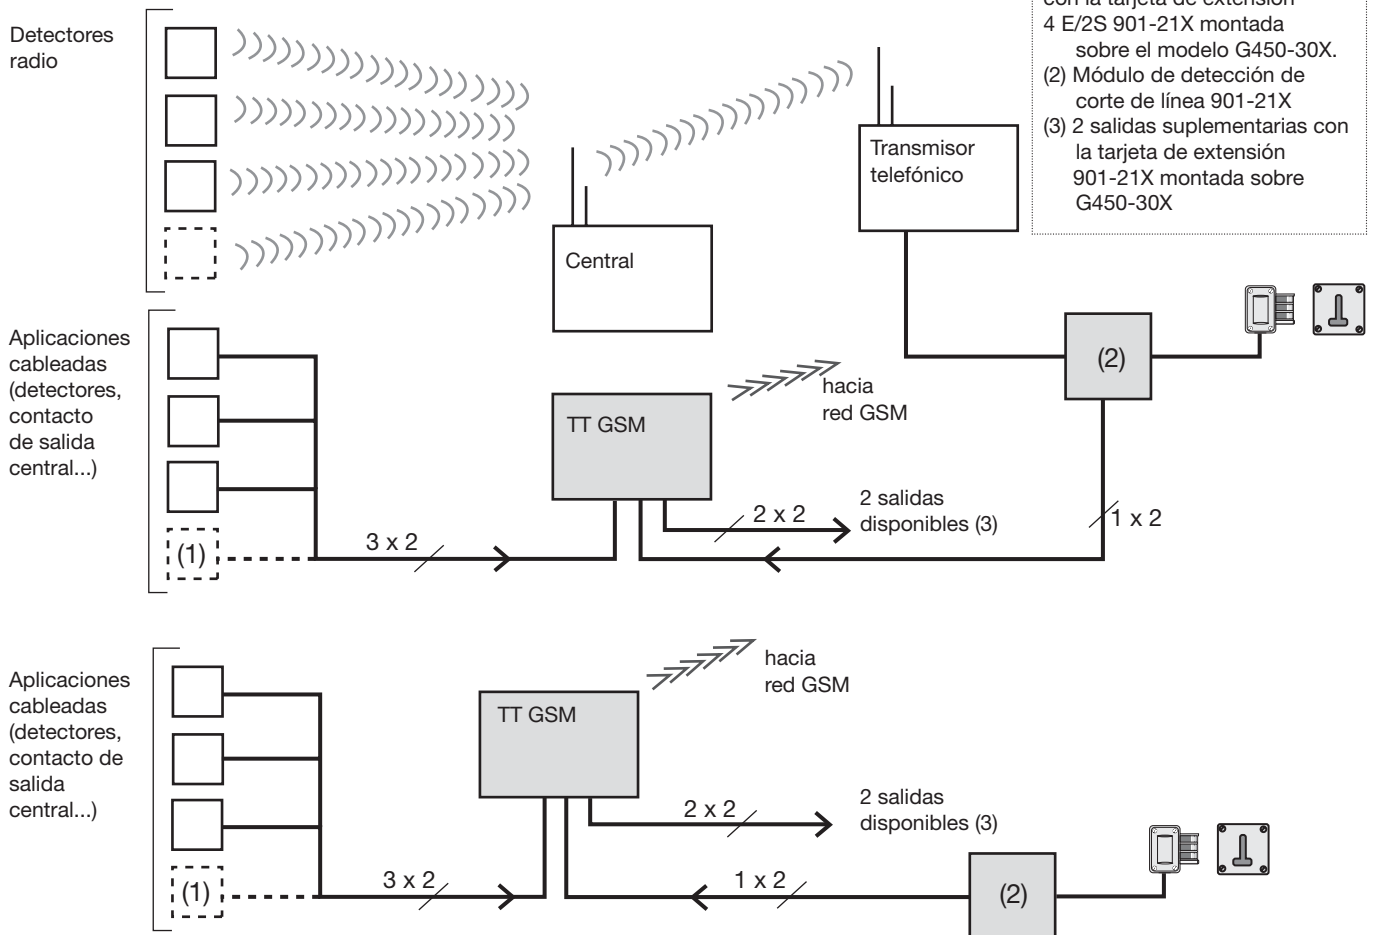 Detectores
radio
con la tarjeta de extensión
4 E/2S 901-21X montada
sobre el modelo G450-30X.
(2) Módulo de detección de
corte de línea 901-21X
(3) 2 salidas suplementarias con
la tarjeta de extensión
901-21X montada sobre
G450-30X
Transmisor
telefónico
Central
Aplicaciones
cableadas
(detectores,
contacto
de salida
central...)
(2)
hacia
red GSM
TT GSM
2 salidas
disponibles (3)
2 x 2
1 x 2
(1)
3 x 2
Aplicaciones
cableadas
(detectores,
contacto de
salida
central...)
hacia
red GSM
TT GSM
2 salidas
disponibles (3)
2 x 2
(1)
3 x 2
1 x 2
(2)